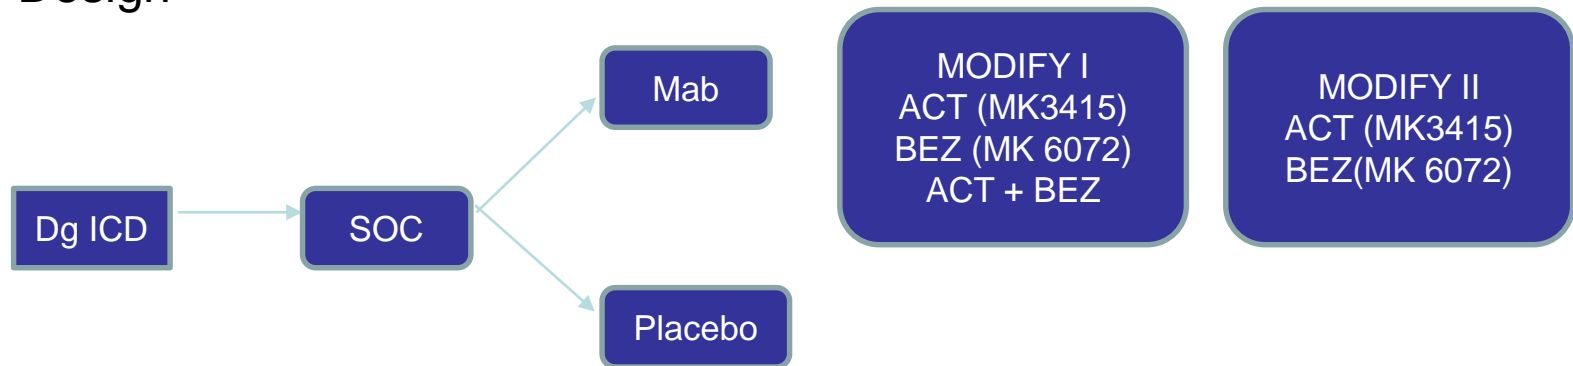 Design
Mab
MODIFY I
ACT (MK3415)
BEZ (MK 6072)
ACT + BEZ
MODIFY II
ACT (MK3415)
BEZ(MK 6072)
Dg ICD
SOC
Placebo